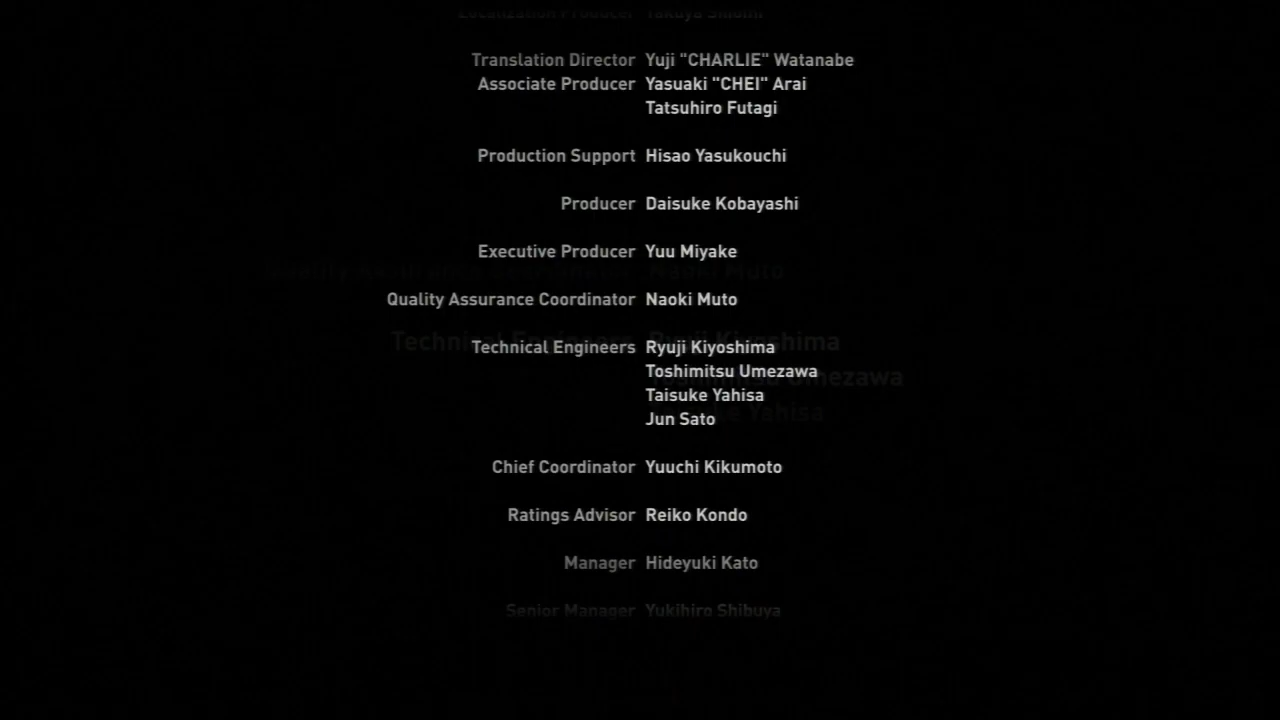 Localization Producer
Translation Director Yuji "CHARLIE" Watanabe
Associate Producer Yasuaki "CHEI" Arai
Tatsuhiro Futagi
Production Support Hisao Yasukouchi
Producer Daisuke Kobayashi
Executive Producer Yuu Miyake
Quality Assurance Coordinator Naoki Muto
Technical Engineers Ryuji Kiyoshima
Toshimitsu Umezawa
Taisuke Yahisa
Jun Sato
Chief Coordinator Yuuchi Kikumoto
Ratings Advisor Reiko Kondo
Manager Hideyuki Kato
Senior Manager Yukihiro Shibuya